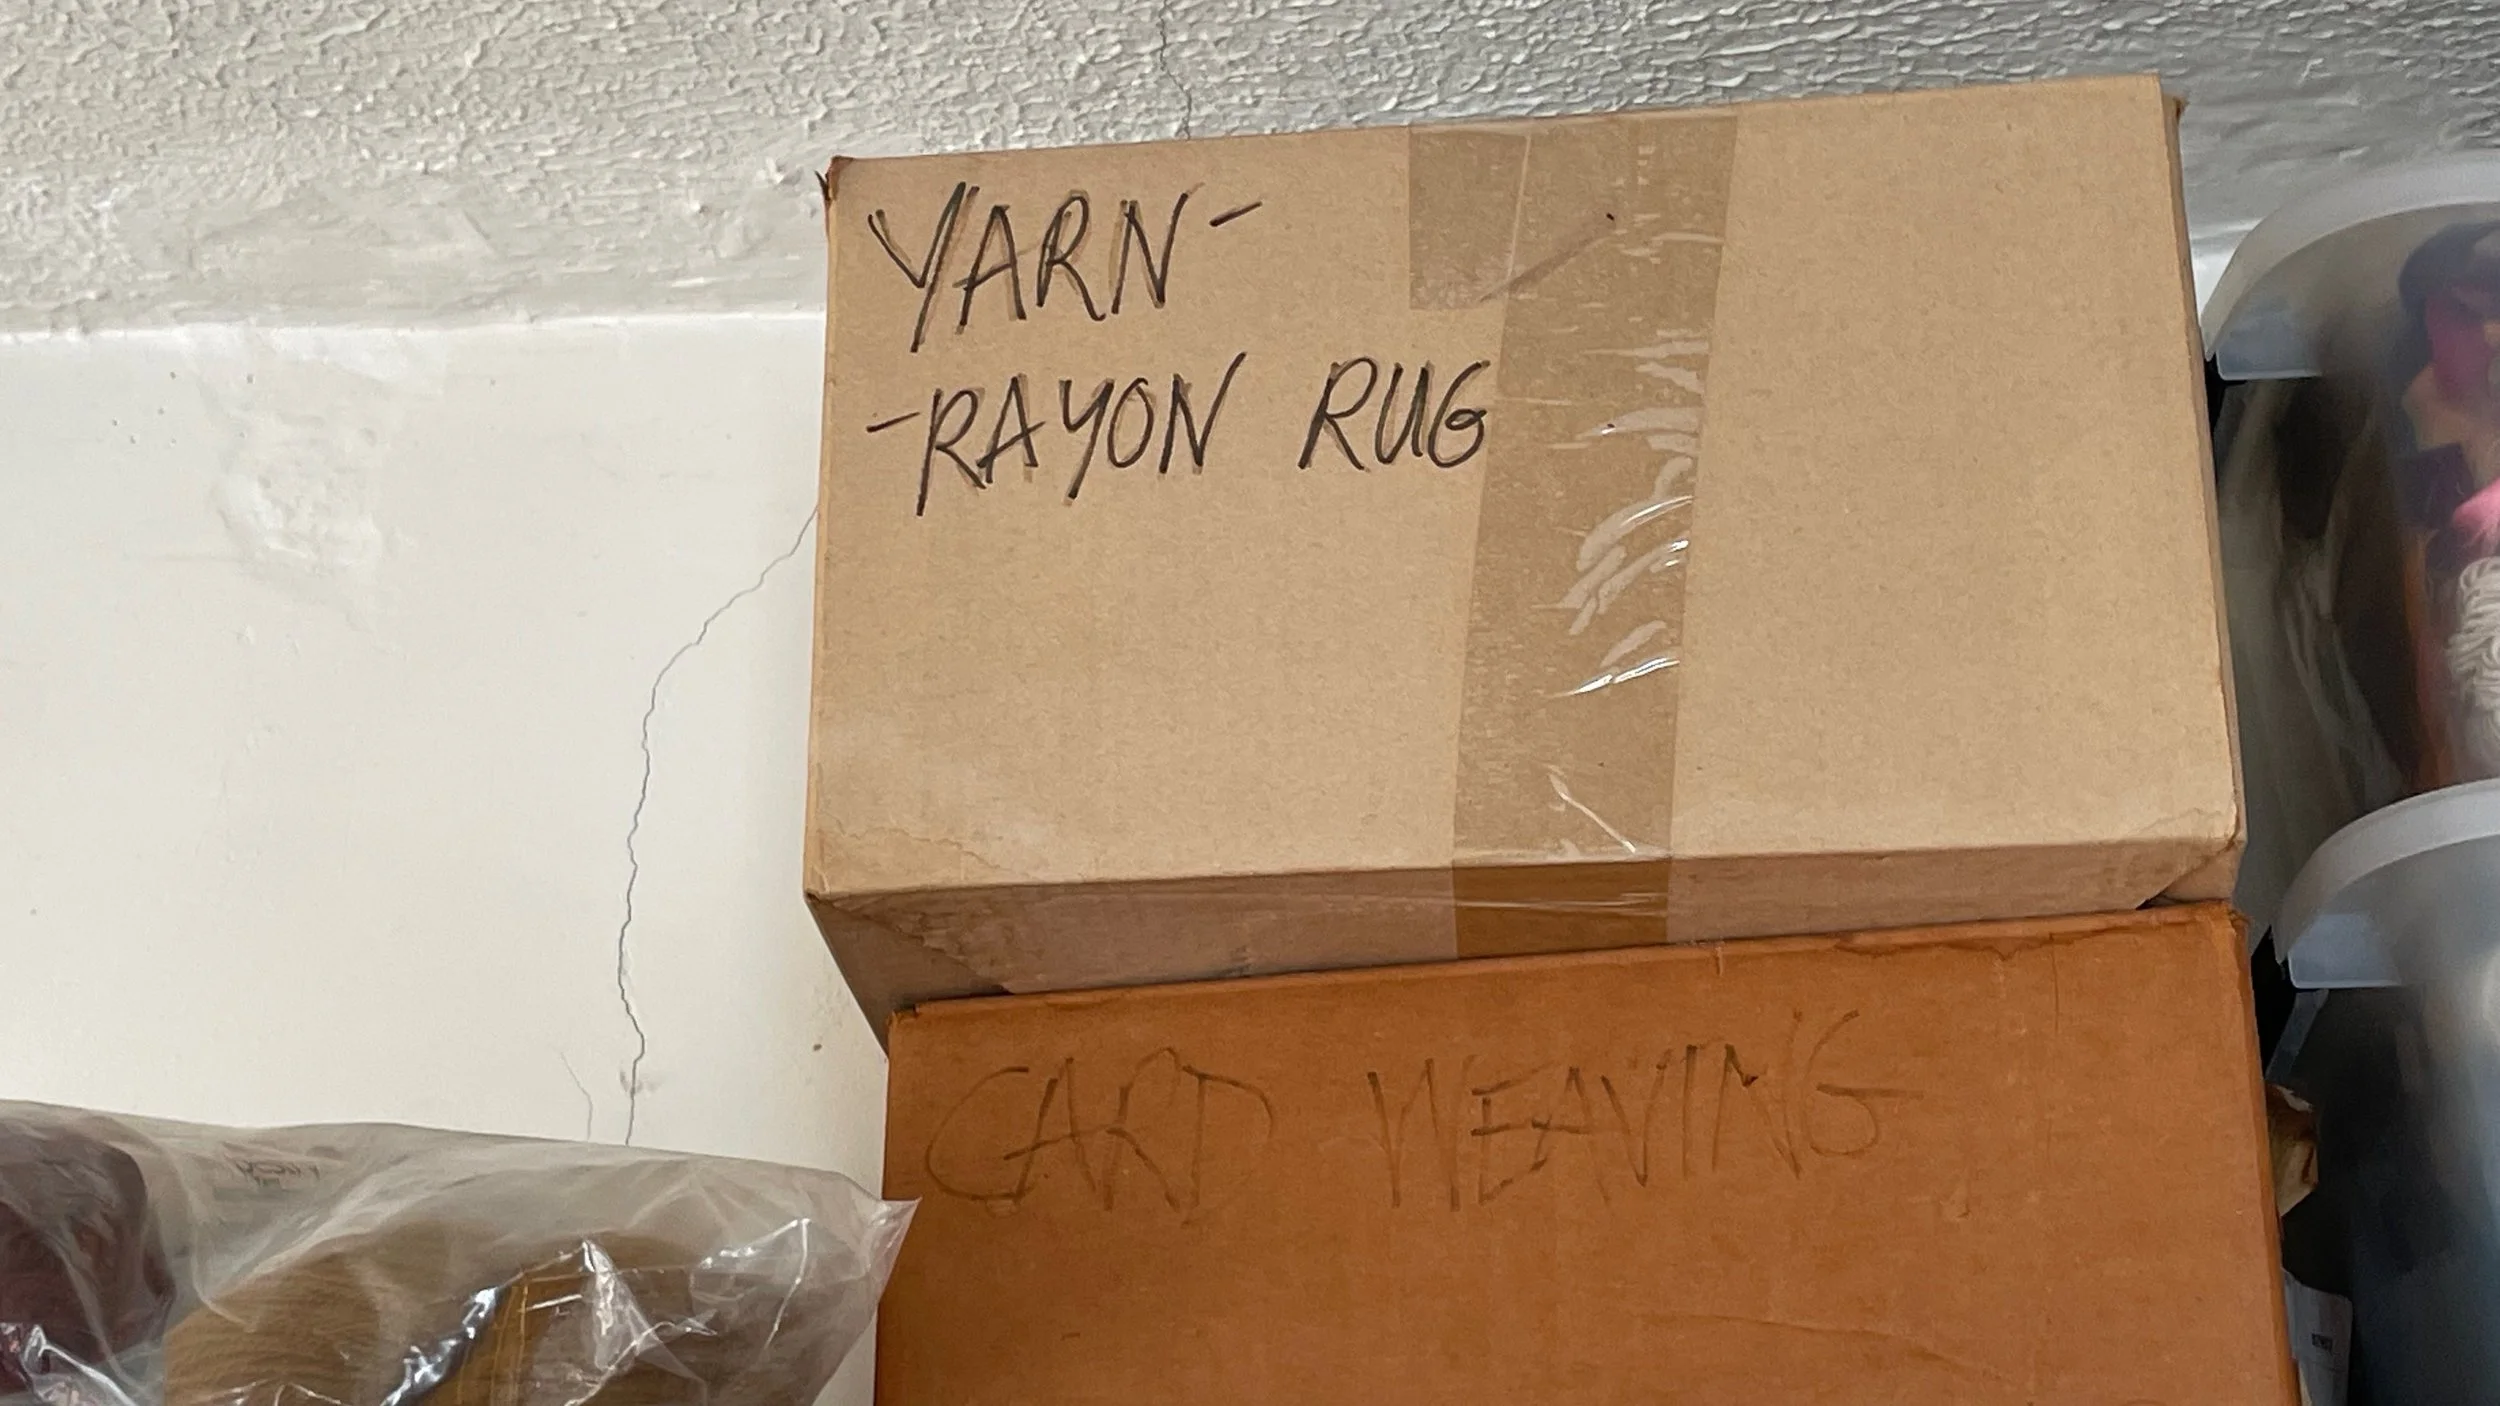 YARN-
-RAYON RUG
CARD WEAVING